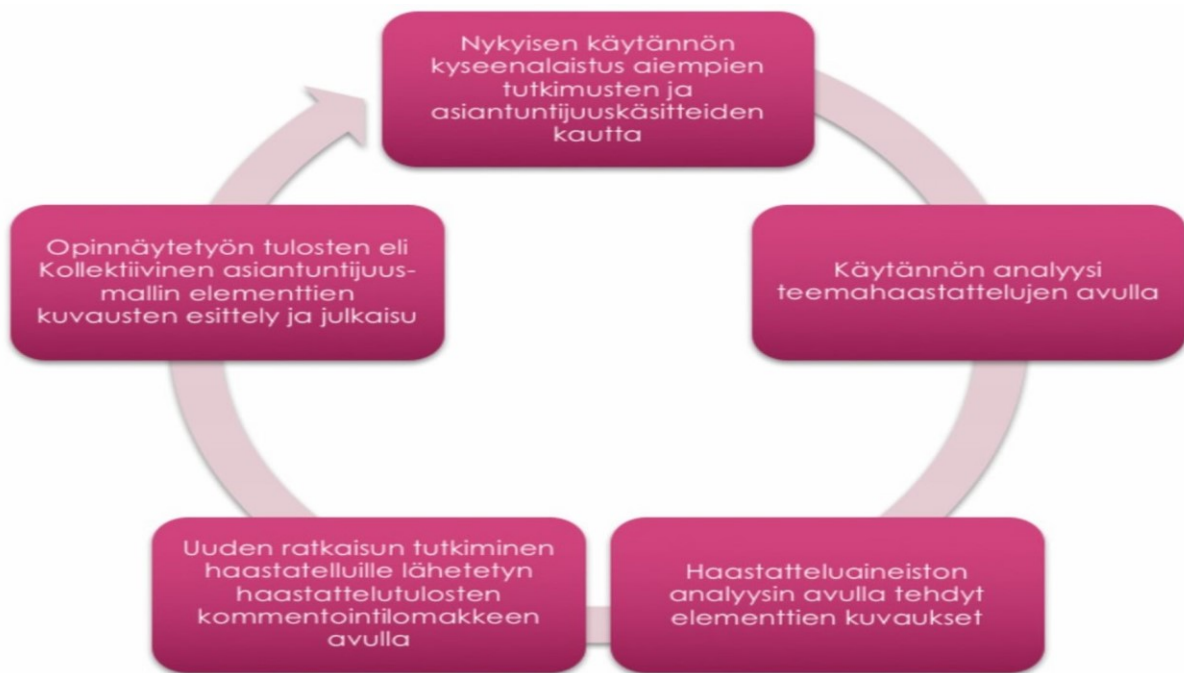 Nykyisen käytännön
kyseenalaistus aiempien
tutkimusten ja
asiantuntijuuskäsitteiden
kautta
Käytännön analyysi
teemahaastattelujen avulla
Haastatteluaineiston
analyysin avulla tehdyt
elementtien kuvaukset
Uuden ratkaisun tutkiminen
haastatelluille lähetetyn
haastattelutulosten
kommentointilomakkeen
avulla
Opinnäytetyön tulosten eli
Kollektiivinen asiantuntijuus-
mallin elementtien
kuvausten esittely ja julkaisu